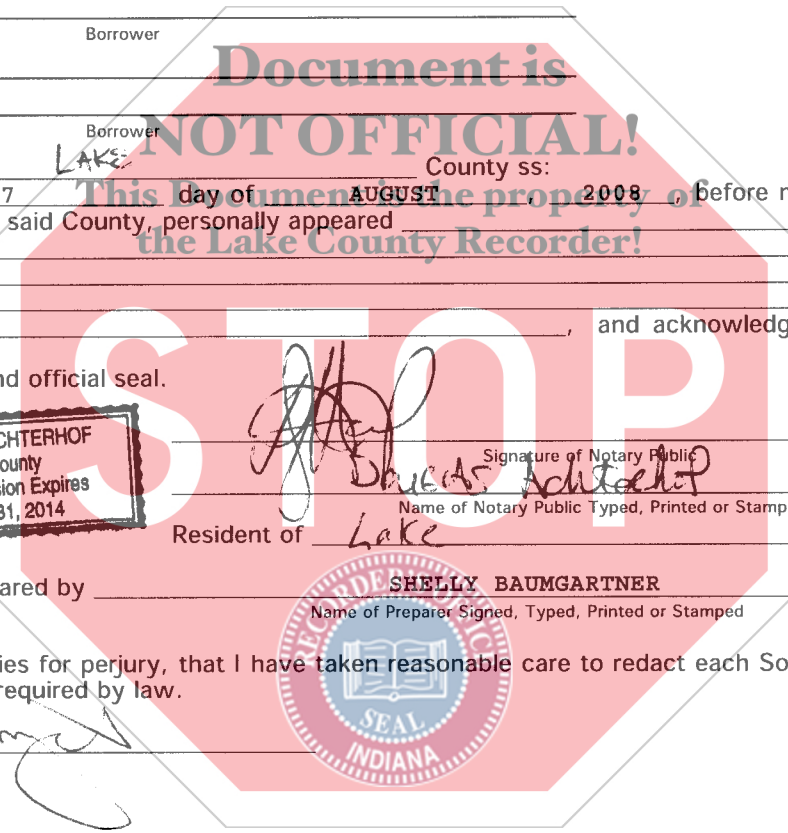 Borrower
Document is
NOT OFFICIAL!
Borrower
LAKE County ss:
7 day of AUGUST, 2008, before m
This Document is the property of
said County, personally appeared
the Lake County Recorder!
, and acknowledg
STOP
nd official seal.
CHTERHOF
ounty
sion Expires
31, 2014
Signature of Notary Public
Name of Notary Public Typed, Printed or Stamp
Resident of Lake
ared by SHELLY BAUMGARTNER
Name of Preparer Signed, Typed, Printed or Stamped
RECORDER'S OFFICE
ies for perjury, that I have taken reasonable care to redact each So
required by law.
SEAL
INDIANA